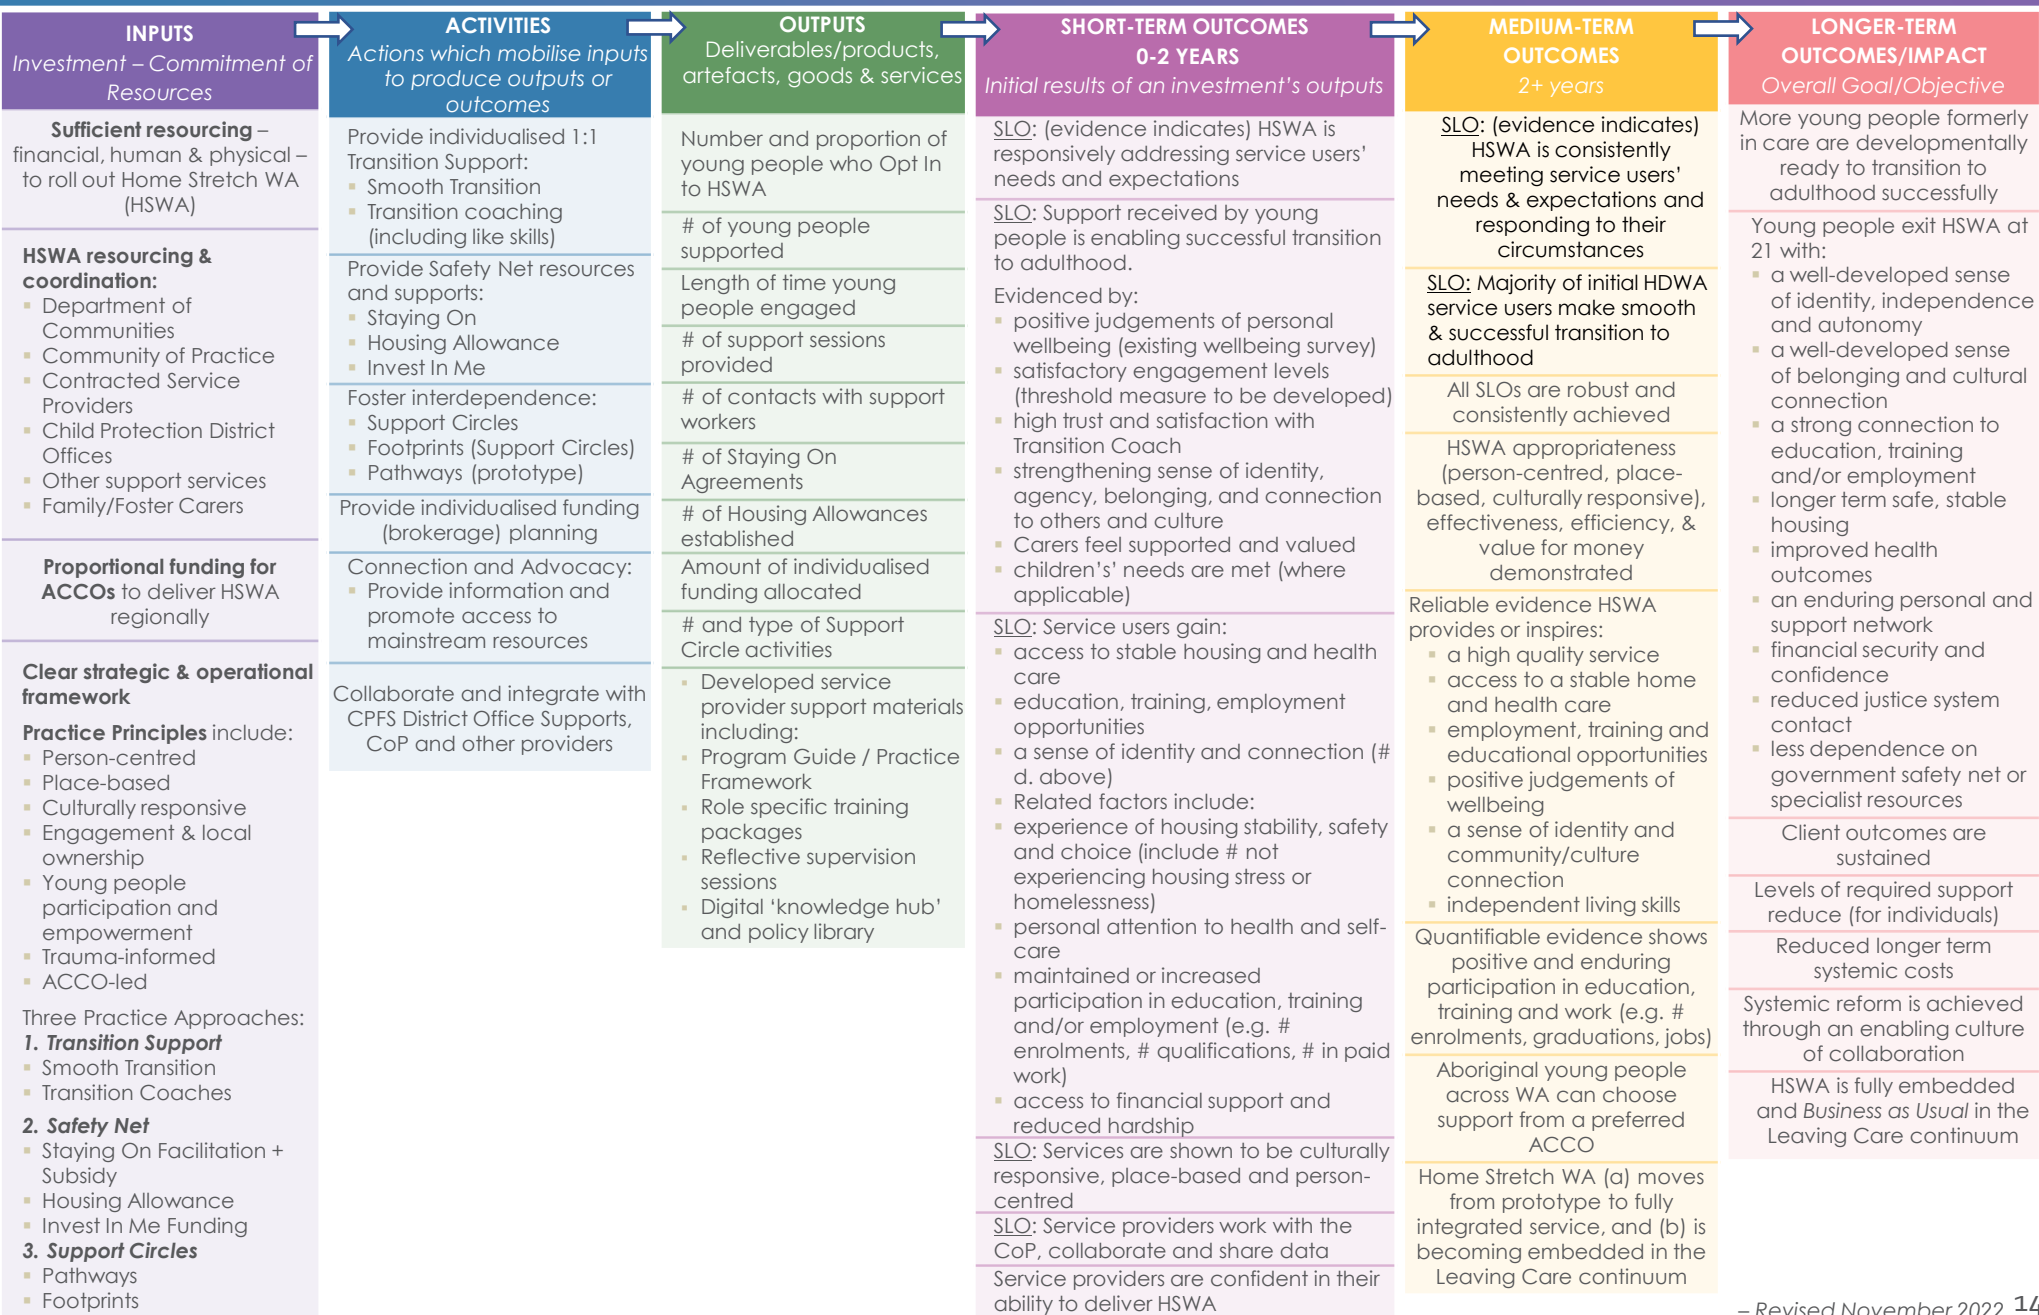 INPUTS
Investment – Commitment of
Resources
Sufficient resourcing –
financial, human & physical –
to roll out Home Stretch WA
(HSWA)
HSWA resourcing &
coordination:
▪ Department of
Communities
▪ Community of Practice
▪ Contracted Service
Providers
▪ Child Protection District
Offices
▪ Other support services
▪ Family/Foster Carers
Proportional funding for
ACCOs to deliver HSWA
regionally
Clear strategic & operational
framework
Practice Principles include:
▪ Person-centred
▪ Place-based
▪ Culturally responsive
▪ Engagement & local
ownership
▪ Young people
participation and
empowerment
▪ Trauma-informed
▪ ACCO-led
Three Practice Approaches:
1. Transition Support
▪ Smooth Transition
▪ Transition Coaches
2. Safety Net
▪ Staying On Facilitation +
Subsidy
▪ Housing Allowance
▪ Invest In Me Funding
3. Support Circles
▪ Pathways
▪ Footprints
ACTIVITIES
Actions which mobilise inputs
to produce outputs or
outcomes
Provide individualised 1:1
Transition Support:
▪ Smooth Transition
▪ Transition coaching
(including like skills)
Provide Safety Net resources
and supports:
▪ Staying On
▪ Housing Allowance
▪ Invest In Me
Foster interdependence:
▪ Support Circles
▪ Footprints (Support Circles)
▪ Pathways (prototype)
Provide individualised funding
(brokerage) planning
Connection and Advocacy:
▪ Provide information and
promote access to
mainstream resources
Collaborate and integrate with
CPFS District Office Supports,
CoP and other providers
OUTPUTS
Deliverables/products,
artefacts, goods & services
Number and proportion of
young people who Opt In
to HSWA
# of young people
supported
Length of time young
people engaged
# of support sessions
provided
# of contacts with support
workers
# of Staying On
Agreements
# of Housing Allowances
established
Amount of individualised
funding allocated
# and type of Support
Circle activities
▪ Developed service
provider support materials
including:
▪ Program Guide / Practice
Framework
▪ Role specific training
packages
▪ Reflective supervision
sessions
▪ Digital ‘knowledge hub’
and policy library
SHORT-TERM OUTCOMES
0-2 YEARS
Initial results of an investment’s outputs
SLO: (evidence indicates) HSWA is
responsively addressing service users’
needs and expectations
SLO: Support received by young
people is enabling successful transition
to adulthood.
Evidenced by:
▪ positive judgements of personal
wellbeing (existing wellbeing survey)
▪ satisfactory engagement levels
(threshold measure to be developed)
▪ high trust and satisfaction with
Transition Coach
▪ strengthening sense of identity,
agency, belonging, and connection
to others and culture
▪ Carers feel supported and valued
▪ children’s’ needs are met (where
applicable)
SLO: Service users gain:
▪ access to stable housing and health
care
▪ education, training, employment
opportunities
▪ a sense of identity and connection (#
d. above)
▪ Related factors include:
▪ experience of housing stability, safety
and choice (include # not
experiencing housing stress or
homelessness)
▪ personal attention to health and self-
care
▪ maintained or increased
participation in education, training
and/or employment (e.g. #
enrolments, # qualifications, # in paid
work)
▪ access to financial support and
reduced hardship
SLO: Services are shown to be culturally
responsive, place-based and person-
centred
SLO: Service providers work with the
CoP, collaborate and share data
Service providers are confident in their
ability to deliver HSWA
MEDIUM-TERM
OUTCOMES
2+ years
SLO: (evidence indicates)
HSWA is consistently
meeting service users’
needs & expectations and
responding to their
circumstances
SLO: Majority of initial HDWA
service users make smooth
& successful transition to
adulthood
All SLOs are robust and
consistently achieved
HSWA appropriateness
(person-centred, place-
based, culturally responsive),
effectiveness, efficiency, &
value for money
demonstrated
Reliable evidence HSWA
provides or inspires:
▪ a high quality service
▪ access to a stable home
and health care
▪ employment, training and
educational opportunities
▪ positive judgements of
wellbeing
▪ a sense of identity and
community/culture
connection
▪ independent living skills
Quantifiable evidence shows
positive and enduring
participation in education,
training and work (e.g. #
enrolments, graduations, jobs)
Aboriginal young people
across WA can choose
support from a preferred
ACCO
Home Stretch WA (a) moves
from prototype to fully
integrated service, and (b) is
becoming embedded in the
Leaving Care continuum
LONGER-TERM
OUTCOMES/IMPACT
Overall Goal/Objective
More young people formerly
in care are developmentally
ready to transition to
adulthood successfully
Young people exit HSWA at
21 with:
▪ a well-developed sense
of identity, independence
and autonomy
▪ a well-developed sense
of belonging and cultural
connection
▪ a strong connection to
education, training
and/or employment
▪ longer term safe, stable
housing
▪ improved health
outcomes
▪ an enduring personal and
support network
▪ financial security and
confidence
▪ reduced justice system
contact
▪ less dependence on
government safety net or
specialist resources
Client outcomes are
sustained
Levels of required support
reduce (for individuals)
Reduced longer term
systemic costs
Systemic reform is achieved
through an enabling culture
of collaboration
HSWA is fully embedded
and Business as Usual in the
Leaving Care continuum
– Revised November 2022 14